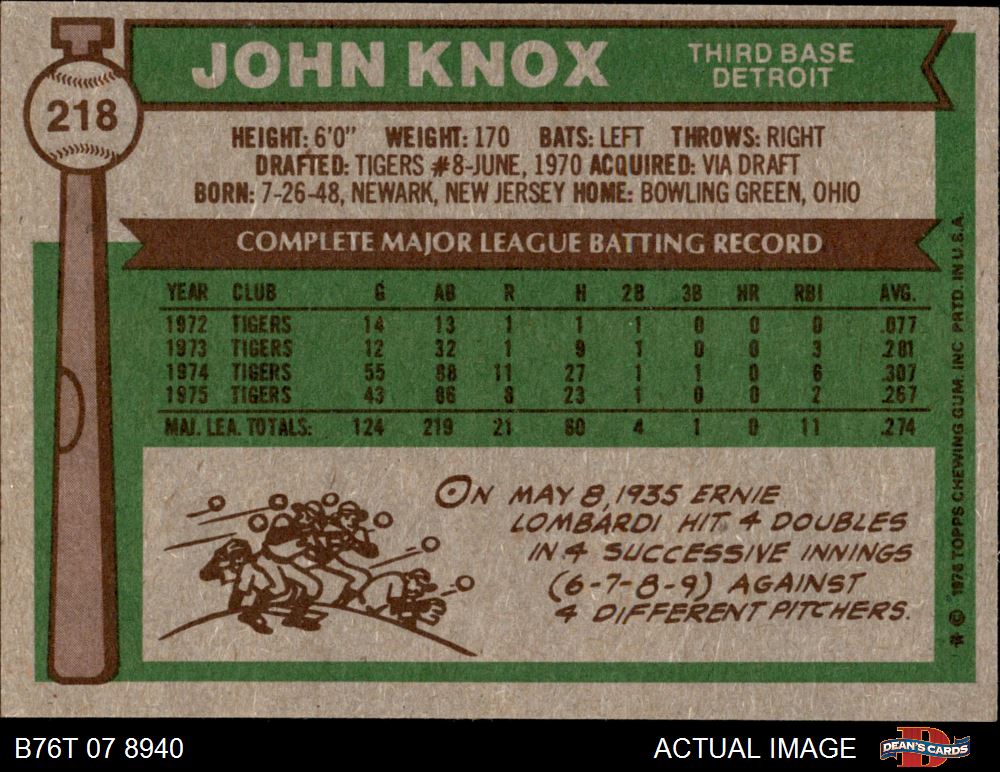 218
JOHN KNOX
THIRD BASE
DETROIT
HEIGHT: 6'0" WEIGHT: 170 BATS: LEFT THROWS: RIGHT
DRAFTED: TIGERS #8-JUNE, 1970 ACQUIRED: VIA DRAFT
BORN: 7-26-48, NEWARK, NEW JERSEY HOME: BOWLING GREEN, OHIO
COMPLETE MAJOR LEAGUE BATTING RECORD
YEAR CLUB G AB R H 2B 3B HR RBI AVG.
1972 TIGERS 14 13 1 1 1 0 0 0 .077
1973 TIGERS 12 32 1 9 1 0 0 3 .281
1974 TIGERS 55 88 11 27 1 1 0 6 .307
1975 TIGERS 43 86 8 23 1 0 0 2 .267
MAJ. LEA. TOTALS: 124 219 21 60 4 1 0 11 .274
ON MAY 8, 1935 ERNIE
LOMBARDI HIT 4 DOUBLES
IN 4 SUCCESSIVE INNINGS
(6-7-8-9) AGAINST
4 DIFFERENT PITCHERS.
** © 1976 TOPPS CHEWING GUM, INC PRTD. IN U.S.A.
B76T 07 8940
ACTUAL IMAGE
D
DEAN'S CARDS